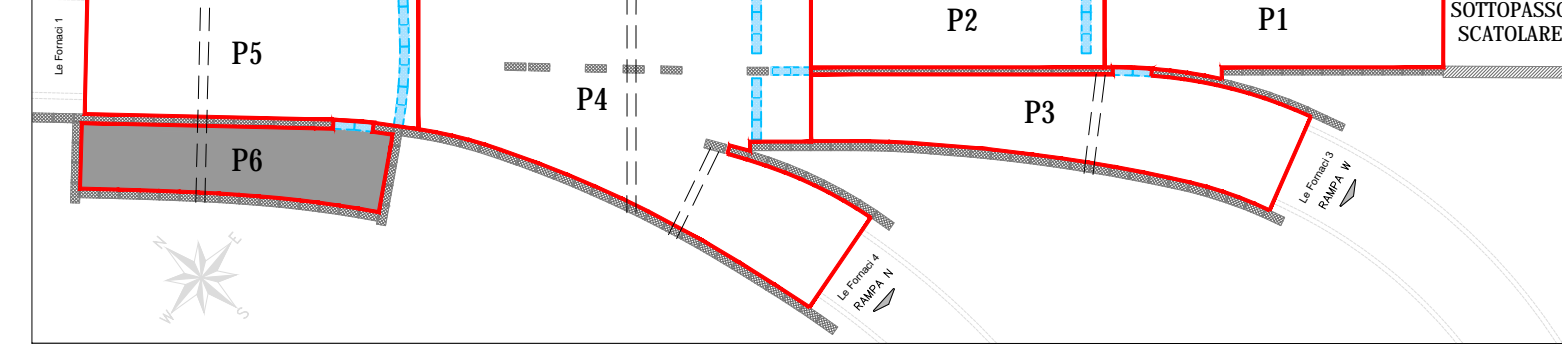 Le Fornaci 1
P5
P4
P2
P1
SOTTOPASSO
SCATOLARE
P3
P6
Le Fornaci 3
RAMPA W
Le Fornaci 4
RAMPA N
N
E
W
S